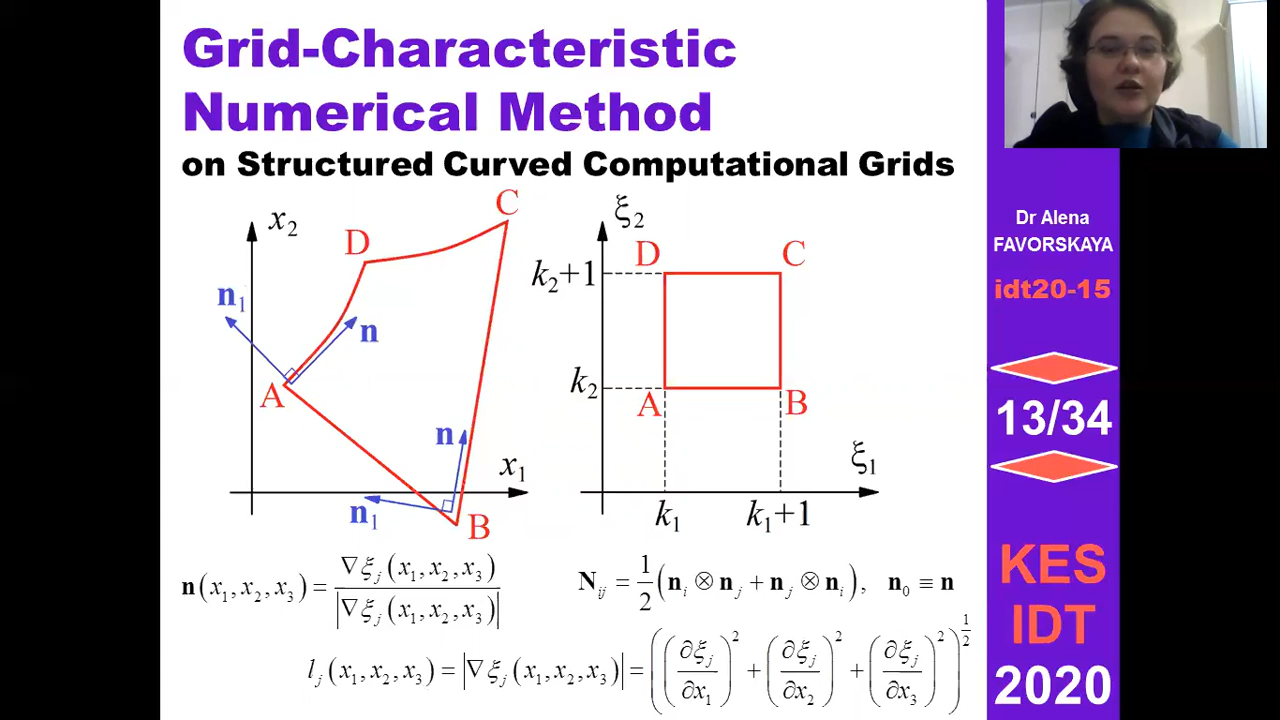 Grid-Characteristic
Numerical Method
on Structured Curved Computational Grids
x₂
D
C
n₁
n
A
n
x₁
n₁
B
ξ₂
D
C
k₂+1
k₂
A
B
ξ₁
k₁
k₁+1
n(x₁, x₂, x₃) = ∇ξⱼ(x₁, x₂, x₃) / |∇ξⱼ(x₁, x₂, x₃)|
Nᵢⱼ = 1/2 (nᵢ ⊗ nⱼ + nⱼ ⊗ nᵢ), n₀ ≡ n
lⱼ(x₁, x₂, x₃) = |∇ξⱼ(x₁, x₂, x₃)| = ((∂ξⱼ/∂x₁)² + (∂ξⱼ/∂x₂)² + (∂ξⱼ/∂x₃)²)^(1/2)
Dr Alena
FAVORSKAYA
idt20-15
13/34
KES
IDT
2020